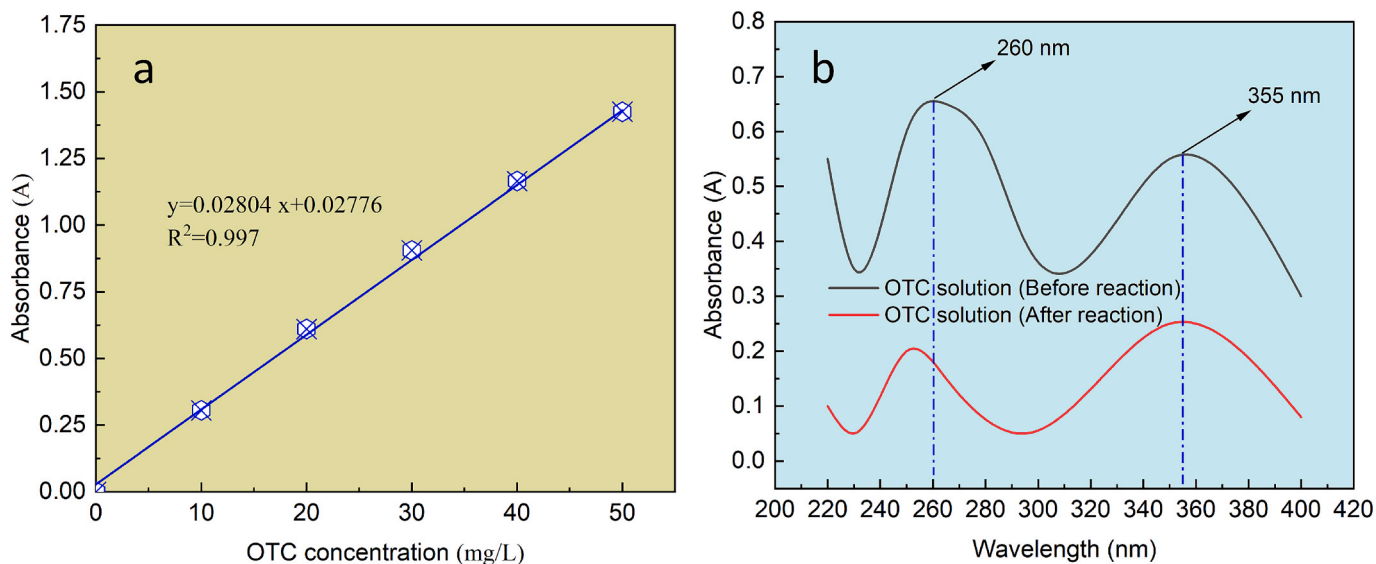 a
1.75
1.50
1.25
1.00
0.75
0.50
0.25
0.00
Absorbance (A)
y=0.02804 x+0.02776
R²=0.997
0 10 20 30 40 50
OTC concentration (mg/L)
b
0.8
0.7
0.6
0.5
0.4
0.3
0.2
0.1
0.0
Absorbance (A)
260 nm
355 nm
OTC solution (Before reaction)
OTC solution (After reaction)
200 220 240 260 280 300 320 340 360 380 400 420
Wavelength (nm)